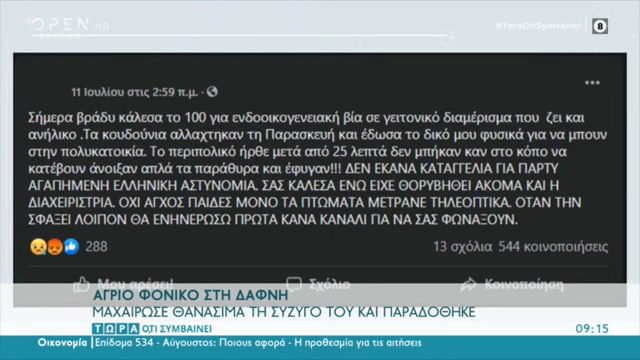 OPEN HD
#ToraOtiSymvainei
8
11 Ιουλίου στις 2:59 π.μ. ·
Σήμερα βράδυ κάλεσα το 100 για ενδοοικογενειακή βία σε γειτονικό διαμέρισμα που ζει και
ανήλικο .Τα κουδούνια αλλαχτηκαν τη Παρασκευή και έδωσα το δικό μου φυσικά για να μπουν
στην πολυκατοικία. Το περιπολικό ήρθε μετά από 25 λεπτά δεν μπήκαν καν στο κόπο να
κατέβουν άνοιξαν απλά τα παράθυρα και έφυγαν!!! ΔΕΝ ΕΚΑΝΑ ΚΑΤΑΓΓΕΛΙΑ ΓΙΑ ΠΑΡΤΥ
ΑΓΑΠΗΜΕΝΗ ΕΛΛΗΝΙΚΗ ΑΣΤΥΝΟΜΙΑ. ΣΑΣ ΚΑΛΕΣΑ ΕΝΩ ΕΙΧΕ ΘΟΡΥΒΗΘΕΙ ΑΚΟΜΑ ΚΑΙ Η
ΔΙΑΧΕΙΡΙΣΤΡΙΑ. ΟΧΙ ΑΓΧΟΣ ΠΑΙΔΕΣ ΜΟΝΟ ΤΑ ΠΤΩΜΑΤΑ ΜΕΤΡΑΝΕ ΤΗΛΕΟΠΤΙΚΑ. ΟΤΑΝ ΤΗΝ
ΣΦΑΞΕΙ ΛΟΙΠΟΝ ΘΑ ΕΝΗΝΕΡΩΣΩ ΠΡΩΤΑ ΚΑΝΑ ΚΑΝΑΛΙ ΓΙΑ ΝΑ ΣΑΣ ΦΩΝΑΞΟΥΝ.
288
13 σχόλια 544 κοινοποιήσεις
Μου αρέσει! Σχόλιο Κοινοποίηση
ΑΓΡΙΟ ΦΟΝΙΚΟ ΣΤΗ ΔΑΦΝΗ
ΜΑΧΑΙΡΩΣΕ ΘΑΝΑΣΙΜΑ ΤΗ ΣΥΖΥΓΟ ΤΟΥ ΚΑΙ ΠΑΡΑΔΟΘΗΚΕ
ΤΩΡΑ Ο,ΤΙ ΣΥΜΒΑΙΝΕΙ
09:15
Οικονομία | Επίδομα 534 - Αύγουστος: Ποιους αφορά - Η προθεσμία για τις αιτήσεις